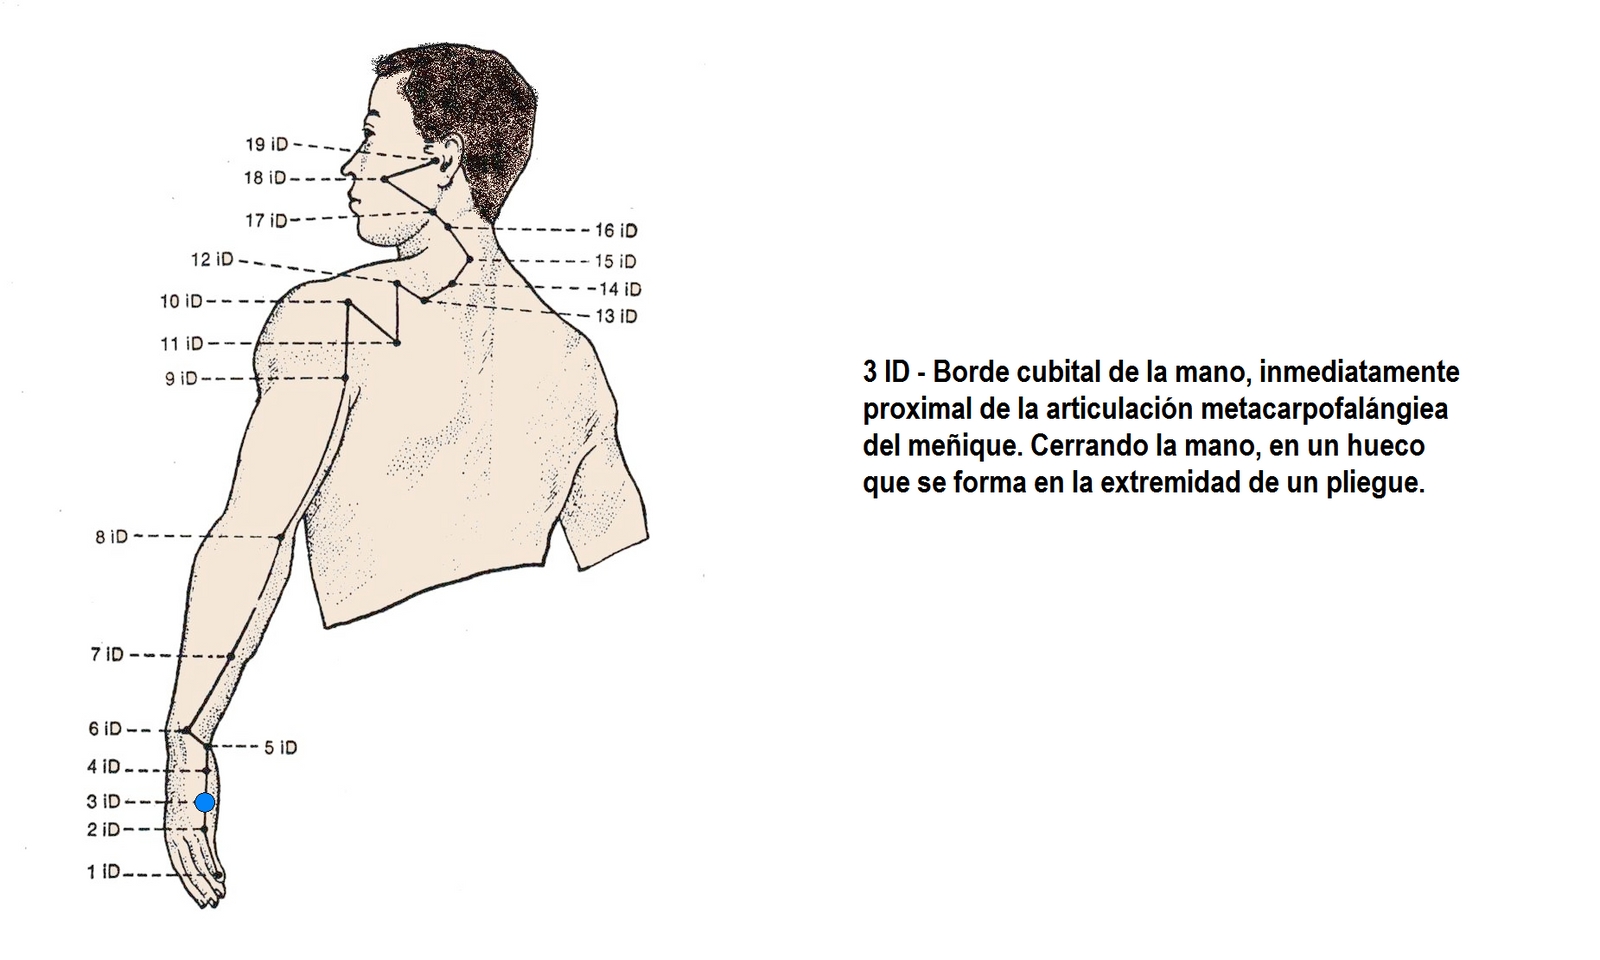 19 iD
18 iD
17 iD
16 iD
15 iD
12 iD
14 iD
10 iD
13 iD
11 iD
9 iD
8 iD
7 iD
6 iD
5 iD
4 iD
3 iD
2 iD
1 iD
3 ID - Borde cubital de la mano, inmediatamente
proximal de la articulación metacarpofalángiea
del meñique. Cerrando la mano, en un hueco
que se forma en la extremidad de un pliegue.